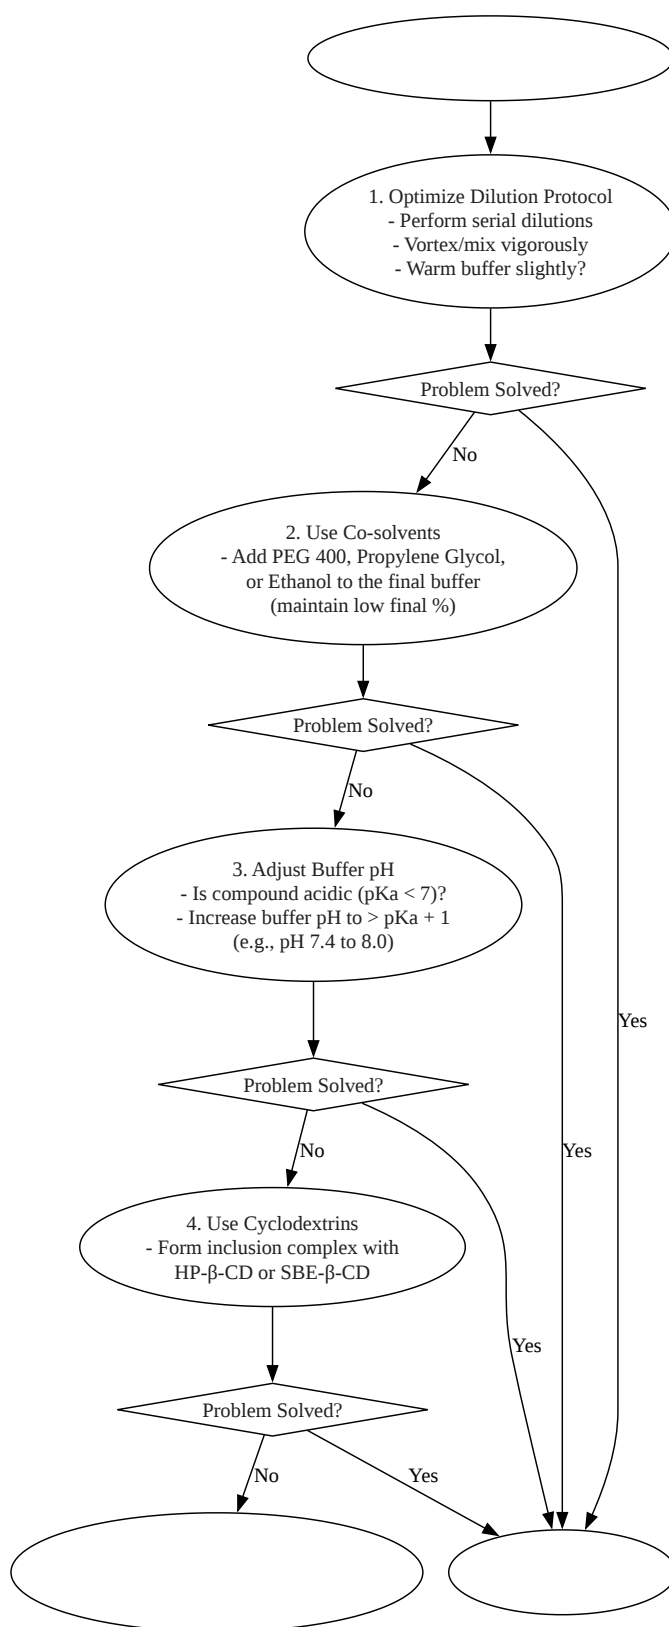 1. Optimize Dilution Protocol
- Perform serial dilutions
- Vortex/mix vigorously
- Warm buffer slightly?
Problem Solved?
No
2. Use Co-solvents
- Add PEG 400, Propylene Glycol,
or Ethanol to the final buffer
(maintain low final %)
Problem Solved?
No
3. Adjust Buffer pH
- Is compound acidic (pKa < 7)?
- Increase buffer pH to > pKa + 1
(e.g., pH 7.4 to 8.0)
Yes
Problem Solved?
No
Yes
4. Use Cyclodextrins
- Form inclusion complex with
HP-β-CD or SBE-β-CD
Yes
Problem Solved?
No
Yes